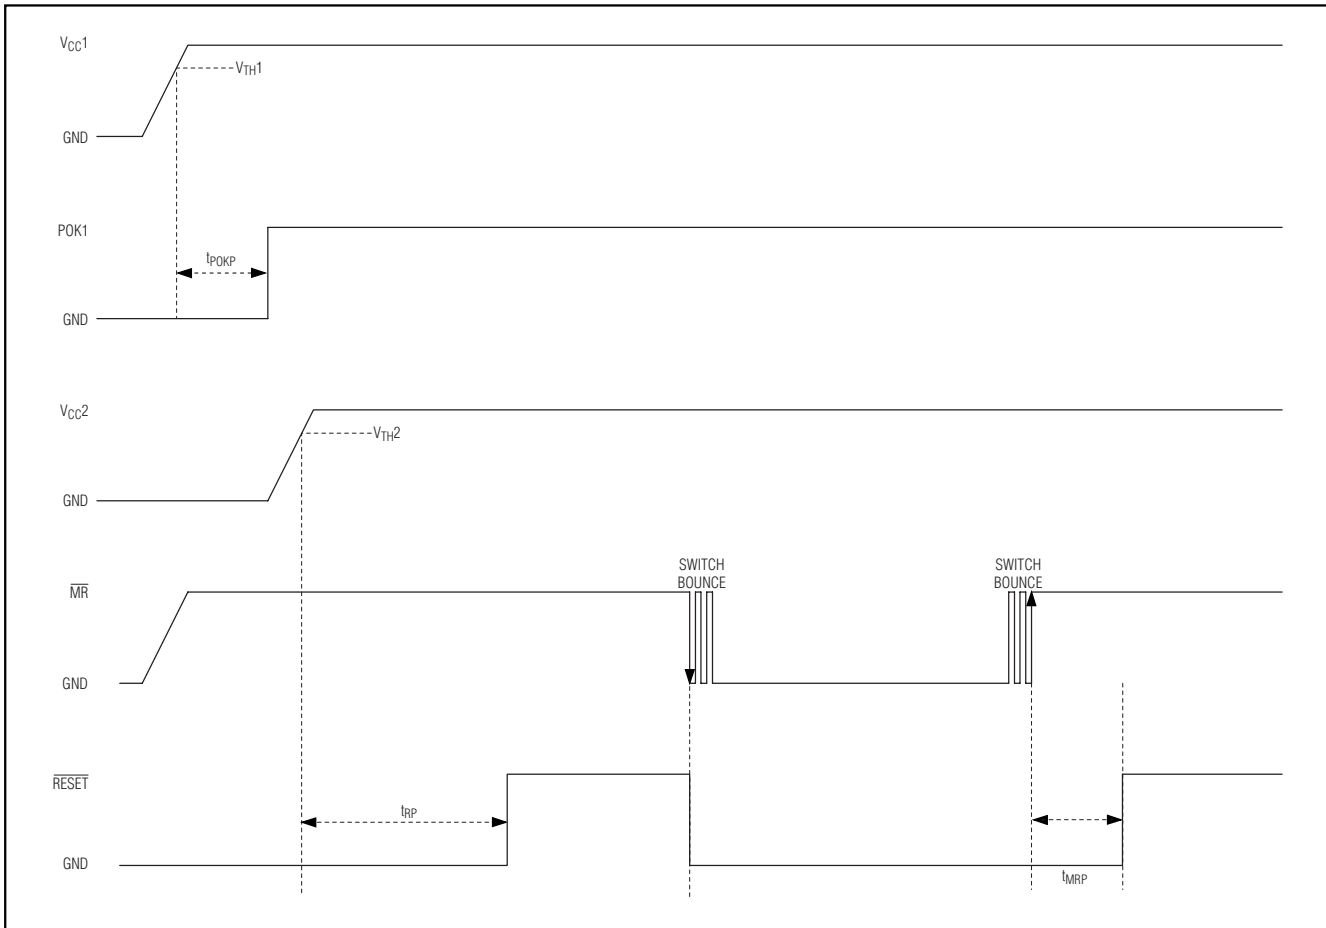 VCC1
VTH1
GND
POK1
tPOKP
GND
VCC2
VTH2
GND
SWITCH
BOUNCE
SWITCH
BOUNCE
MR
GND
RESET
tRP
GND
tMRP